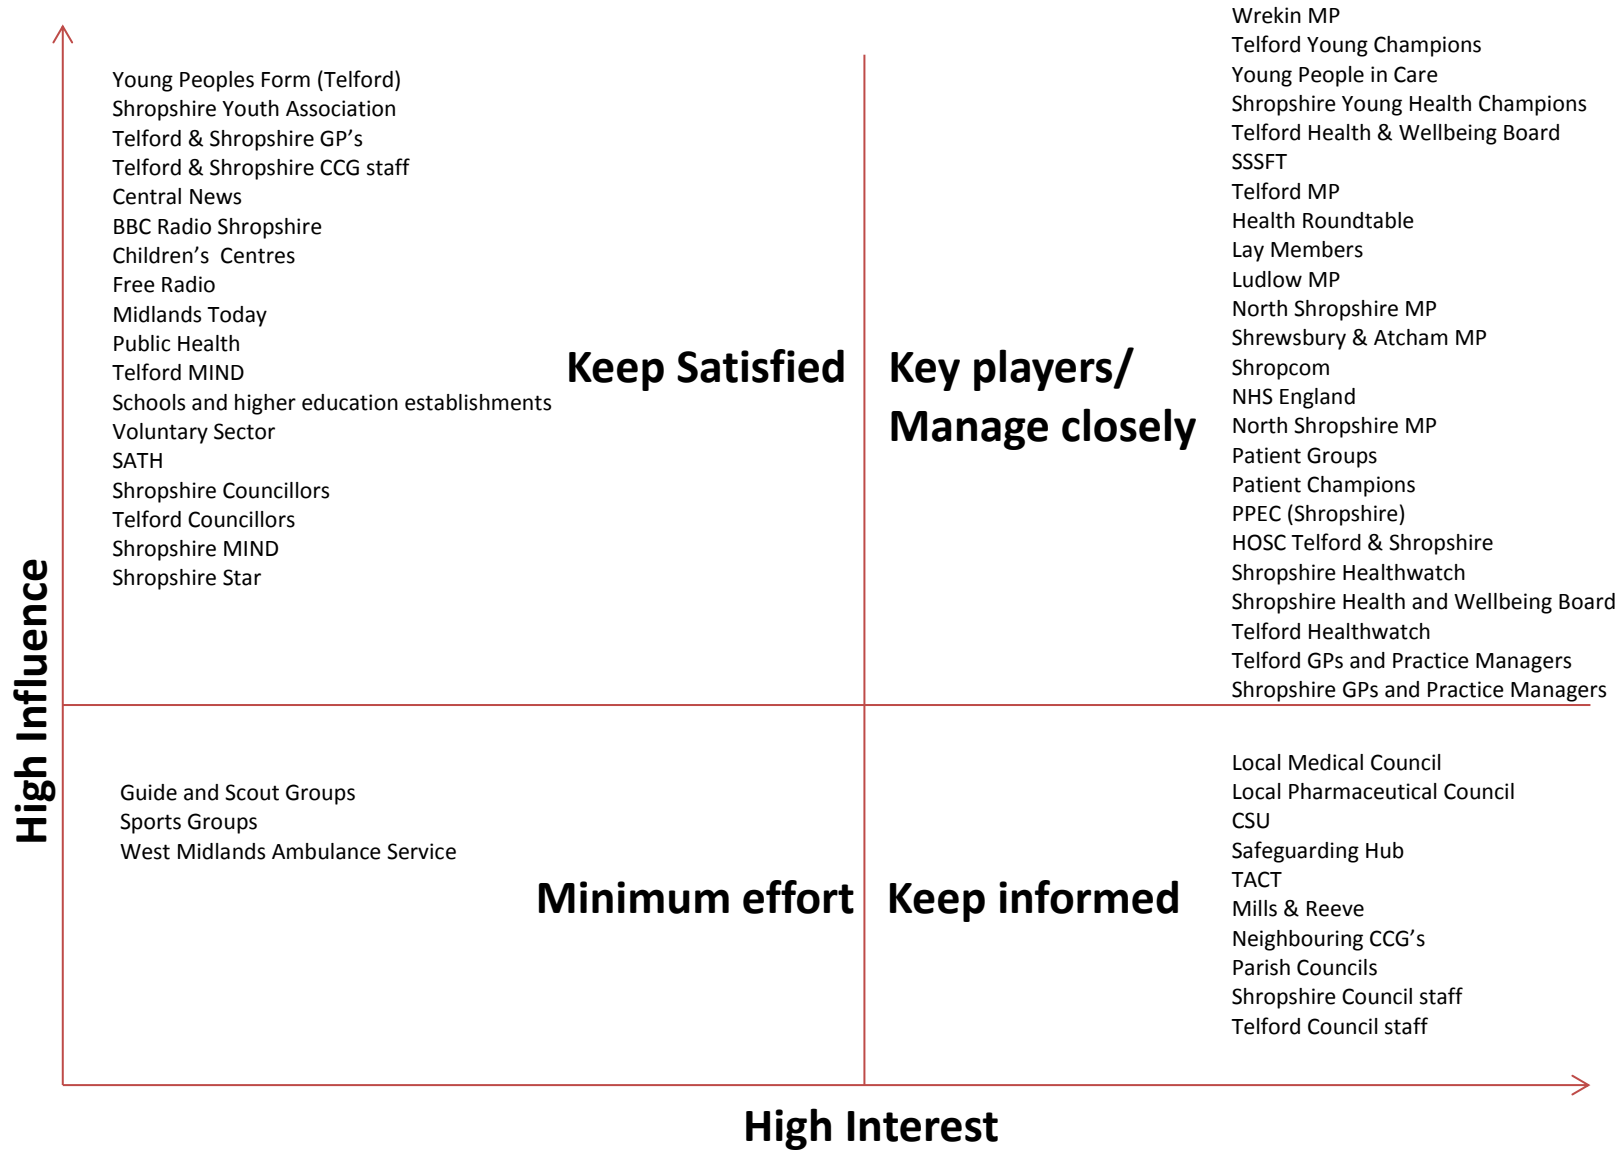 Young Peoples Form (Telford)
Shropshire Youth Association
Telford & Shropshire GP’s
Telford & Shropshire CCG staff
Central News
BBC Radio Shropshire
Children’s  Centres
Free Radio
Midlands Today
Public Health
Telford MIND
Schools and higher education establishments
Voluntary Sector
SATH
Shropshire Councillors
Telford Councillors
Shropshire MIND
Shropshire Star
Keep Satisfied
Key players/
Manage closely
Wrekin MP
Telford Young Champions
Young People in Care
Shropshire Young Health Champions
Telford Health & Wellbeing Board
SSSFT
Telford MP
Health Roundtable
Lay Members
Ludlow MP
North Shropshire MP
Shrewsbury & Atcham MP
Shropcom
NHS England
North Shropshire MP
Patient Groups
Patient Champions
PPEC (Shropshire)
HOSC Telford & Shropshire
Shropshire Healthwatch
Shropshire Health and Wellbeing Board
Telford Healthwatch
Telford GPs and Practice Managers
Shropshire GPs and Practice Managers
High Influence
Guide and Scout Groups
Sports Groups
West Midlands Ambulance Service
Minimum effort
Keep informed
Local Medical Council
Local Pharmaceutical Council
CSU
Safeguarding Hub
TACT
Mills & Reeve
Neighbouring CCG’s
Parish Councils
Shropshire Council staff
Telford Council staff
High Interest